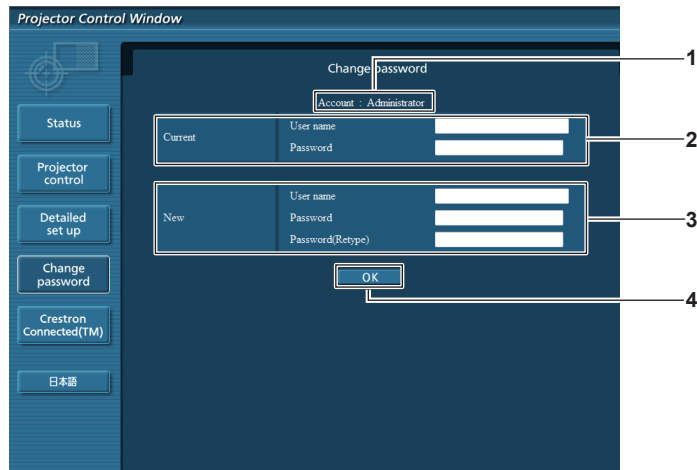 Projector Control Window
Change password
1
Account : Administrator
Status
Current
User name
Password
2
Projector
control
New
User name
Password
Password(Retype)
3
Detailed
set up
Change
password
OK
4
Crestron
Connected(TM)
日本語